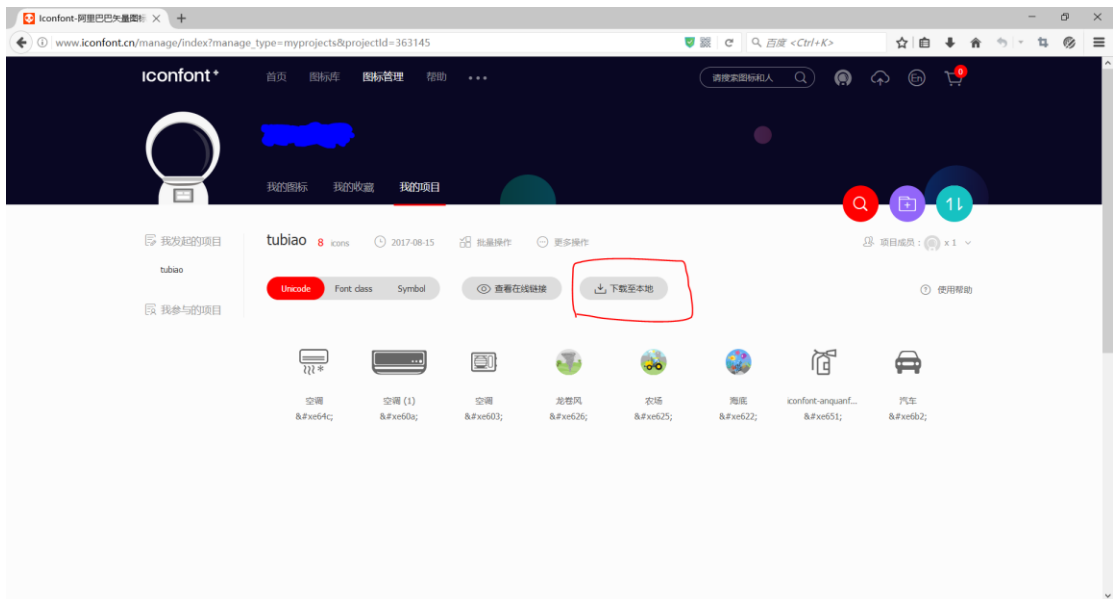 Iconfont-阿里巴巴矢量图标
www.iconfont.cn/manage/index?manage_type=myprojects&projectId=363145
百度 <Ctrl+K>
Iconfont+ 首页 图标库 图标管理 帮助 ••• 请搜索图标和人 En 0
我的图标 我的收藏 我的项目
我发起的项目 tubiao 8 icons 2017-08-15 批量操作 更多操作 项目成员: x 1
tubiao
Unicode Font class Symbol 查看在线链接 下载至本地 使用帮助
我参与的项目
空调 空调 (1) 空调 龙卷风 农场 海底 iconfont-anquanf... 汽车
&#xe64c; &#xe60a; &#xe603; &#xe626; &#xe625; &#xe622; &#xe651; &#xe6b2;